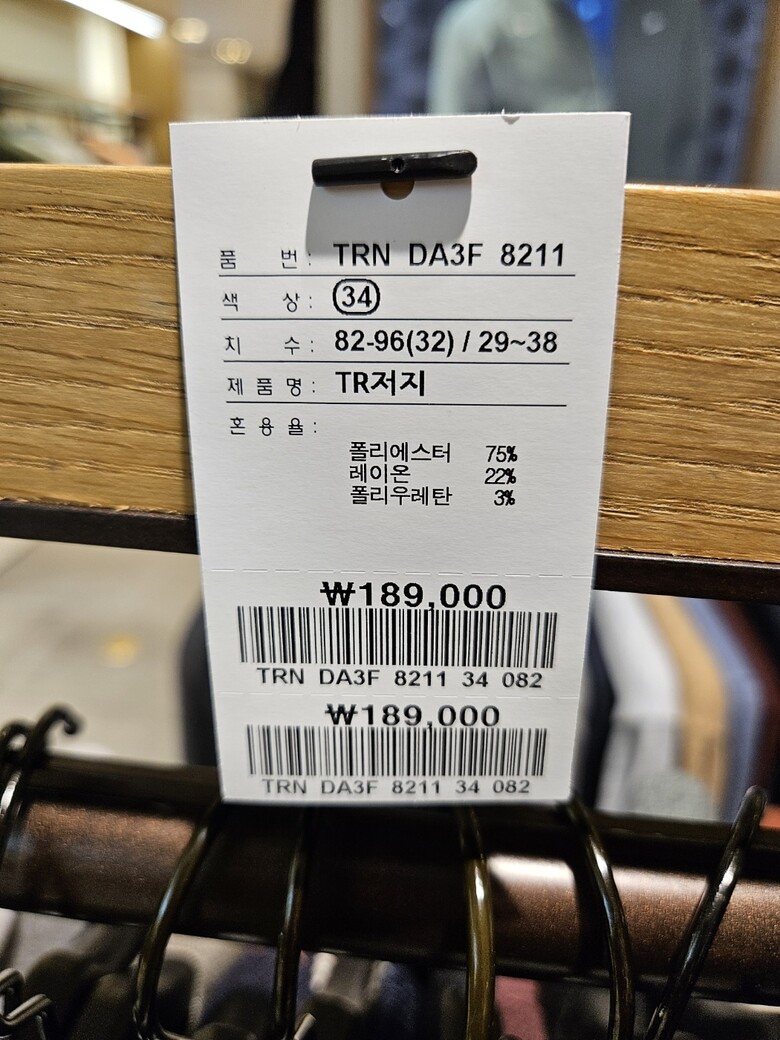 품 번 : TRN DA3F 8211
색 상 : 34
치 수 : 82-96(32) / 29~38
제 품 명 : TR저지
혼 용 율 :
폴리에스터 75%
레이온 22%
폴리우레탄 3%
₩189,000
TRN DA3F 8211 34 082
₩189,000
TRN DA3F 8211 34 082